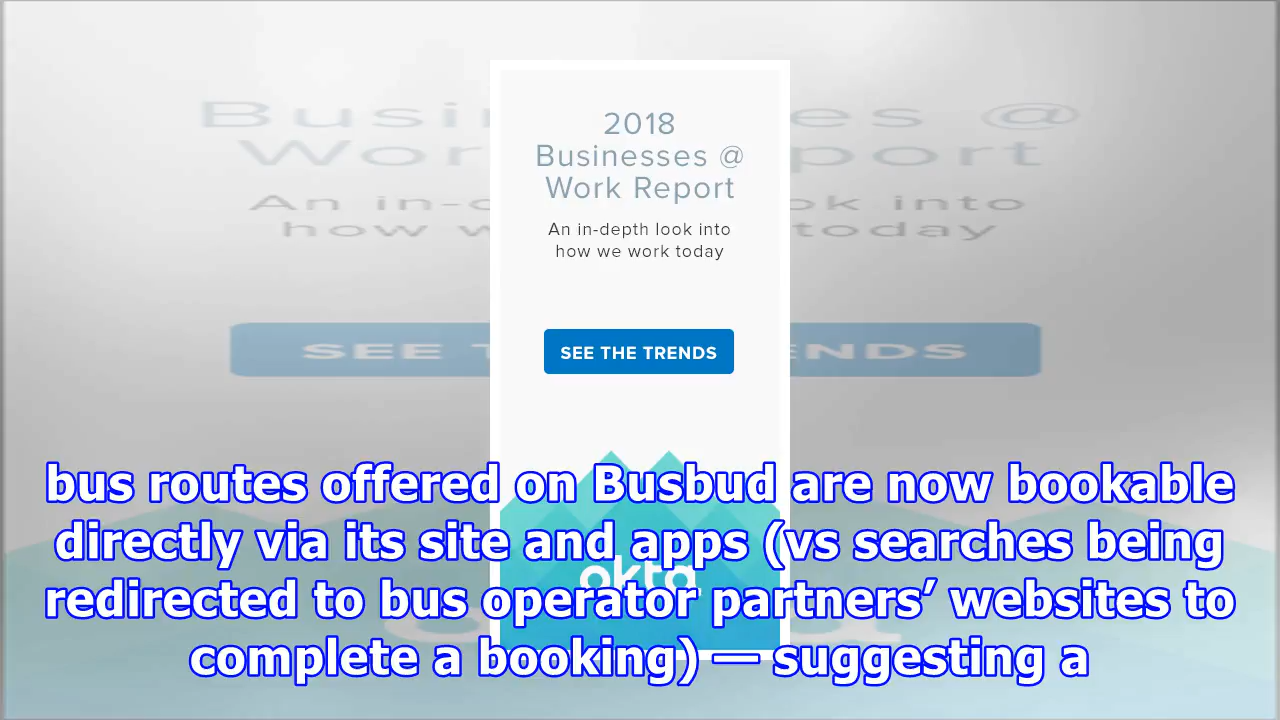 2018
Businesses @
Work Report
An in-depth look into
how we work today
SEE THE TRENDS
okta
bus routes offered on Busbud are now bookable
directly via its site and apps (vs searches being
redirected to bus operator partners’ websites to
complete a booking) — suggesting a